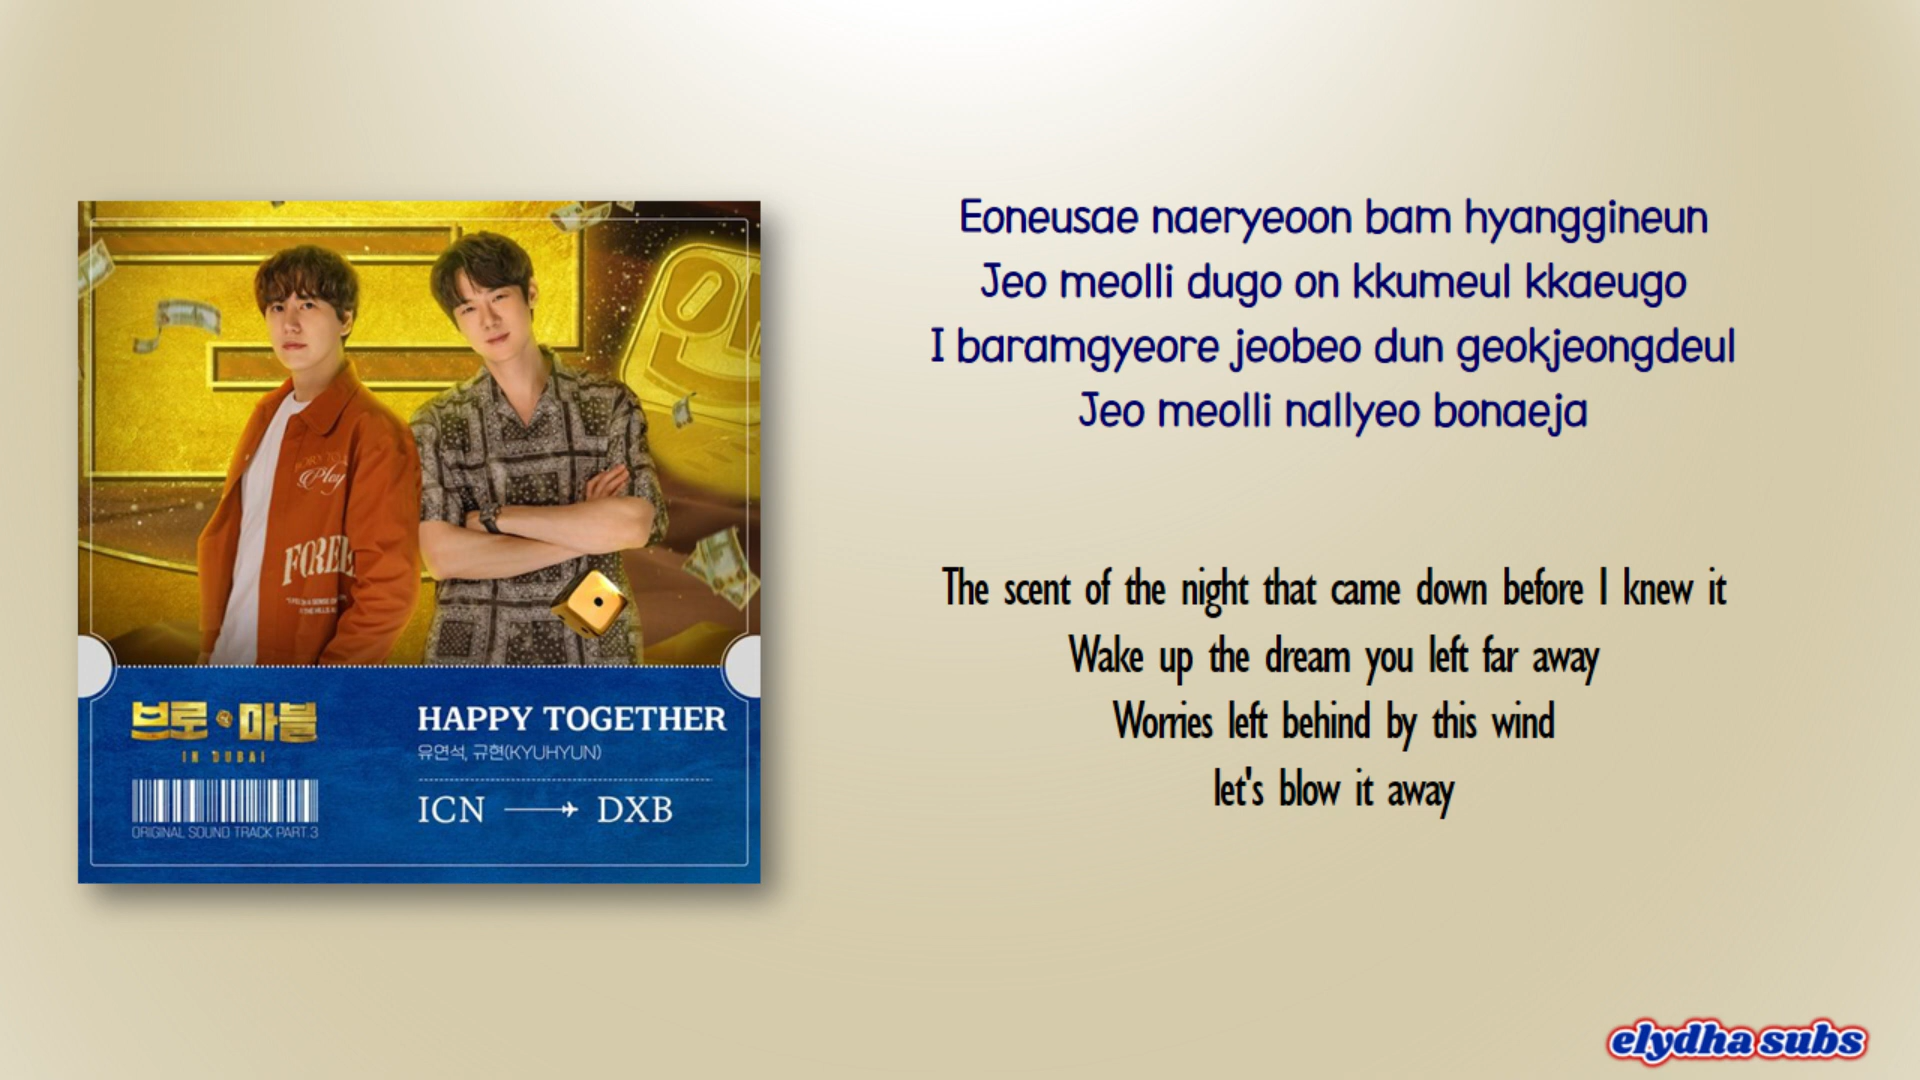 Eoneusae naeryeoon bam hyanggineun
Jeo meolli dugo on kkumeul kkaeugo
I baramgyeore jeobeo dun geokjeongdeul
Jeo meolli nallyeo bonaeja
The scent of the night that came down before I knew it
Wake up the dream you left far away
Worries left behind by this wind
let's blow it away
Play
FOREV
브로 마블
IN DUBAI
ORIGINAL SOUND TRACK PART.3
HAPPY TOGETHER
유연석, 규현(KYUHYUN)
ICN DXB
elydha subs